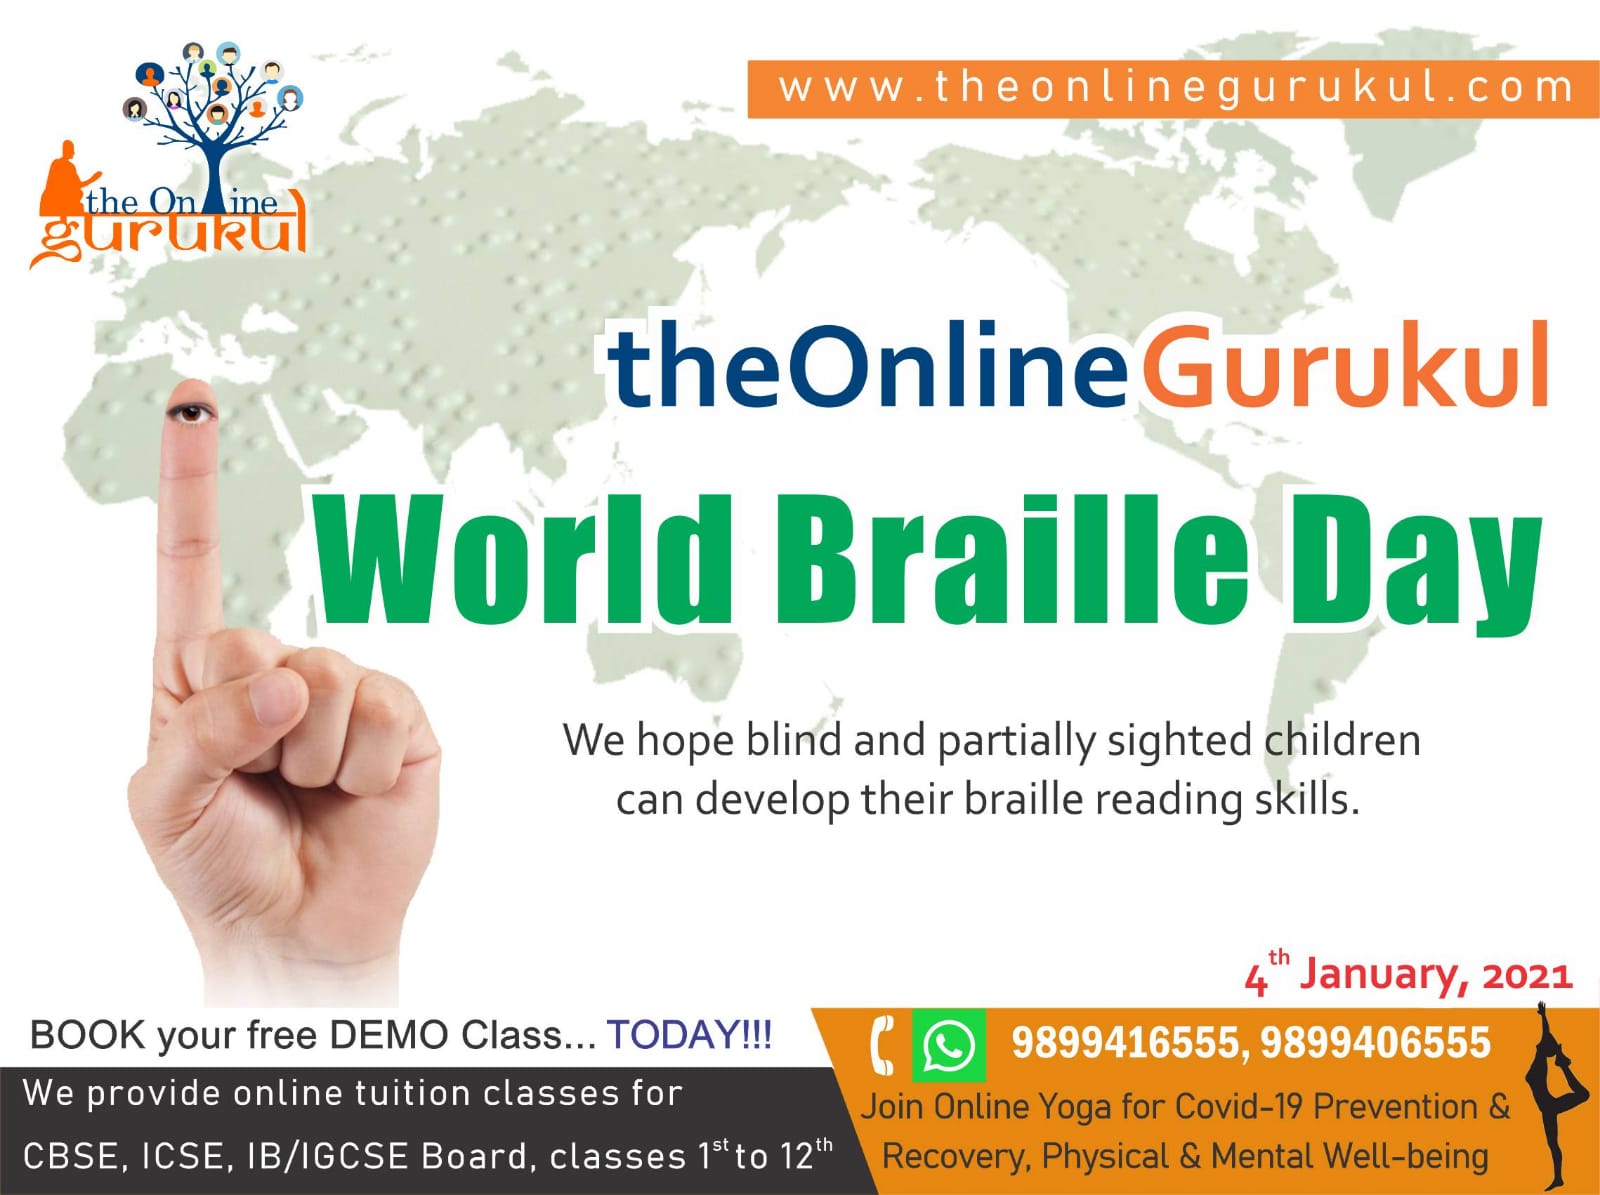 www.theonlinegurukul.com
the Online
gurukul
theOnlineGurukul
World Braille Day
We hope blind and partially sighted children
can develop their braille reading skills.
4th January, 2021
BOOK your free DEMO Class... TODAY!!!
We provide online tuition classes for
CBSE, ICSE, IB/IGCSE Board, classes 1st to 12th
9899416555, 9899406555
Join Online Yoga for Covid-19 Prevention &
Recovery, Physical & Mental Well-being